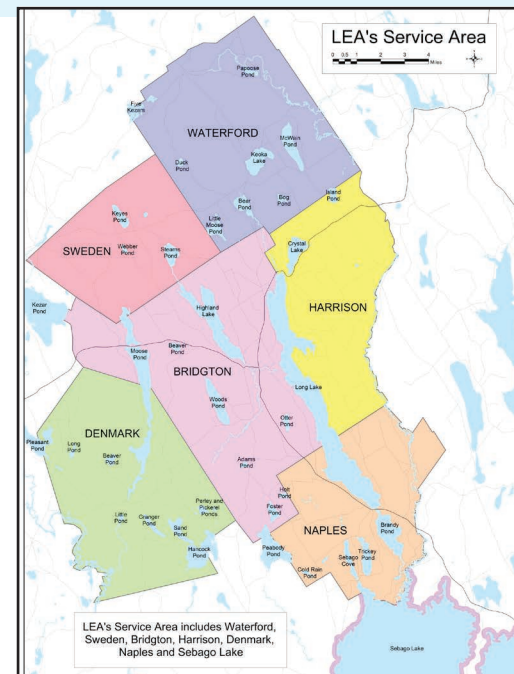 LEA's Service Area
0 0.5 1 2 3 4
Miles
Papoose
Pond
Five
Kezars
WATERFORD
McWain
Pond
Keoka
Lake
Duck
Pond
Island
Pond
Bear
Pond
Bog
Pond
Keyes
Pond
Little
Moose
Pond
SWEDEN
Webber
Pond
Stearns
Pond
Crystal
Lake
Kezar
Pond
Highland
Lake
HARRISON
Moose
Pond
Beaver
Pond
BRIDGTON
Long Lake
Woods
Pond
Otter
Pond
DENMARK
Pleasant
Pond
Long
Pond
Beaver
Pond
Adams
Pond
Holt
Pond
Perley and
Pickerel
Ponds
Little
Pond
Granger
Pond
Sand
Pond
Foster
Pond
NAPLES
Brandy
Pond
Hancock
Pond
Peabody
Pond
Sebago
Cove
Trickey
Pond
Cold Rain
Pond
LEA's Service Area includes Waterford,
Sweden, Bridgton, Harrison, Denmark,
Naples and Sebago Lake
Sebago Lake